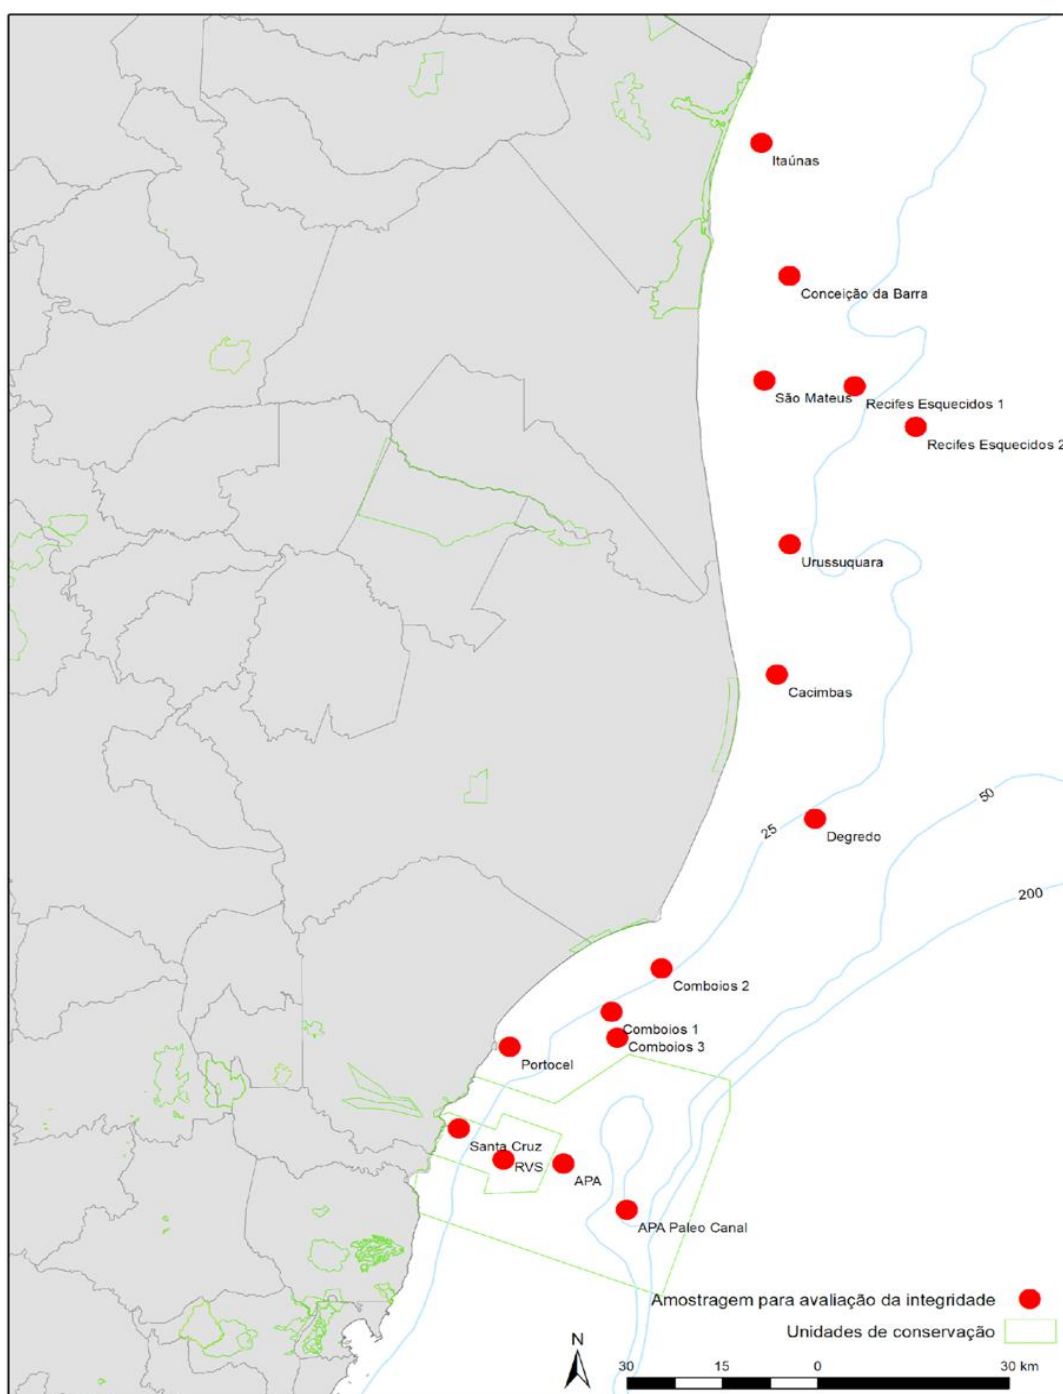 Itaúnas
Conceição da Barra
São Mateus
Recifes Esquecidos 1
Recifes Esquecidos 2
Urussuquara
Cacimbas
50
25
Degredo
200
Comboios 2
Comboios 1
Comboios 3
Portocel
Santa Cruz
RVS
APA
APA Paleo Canal
Amostragem para avaliação da integridade
Unidades de conservação
N
30 15 0 30 km